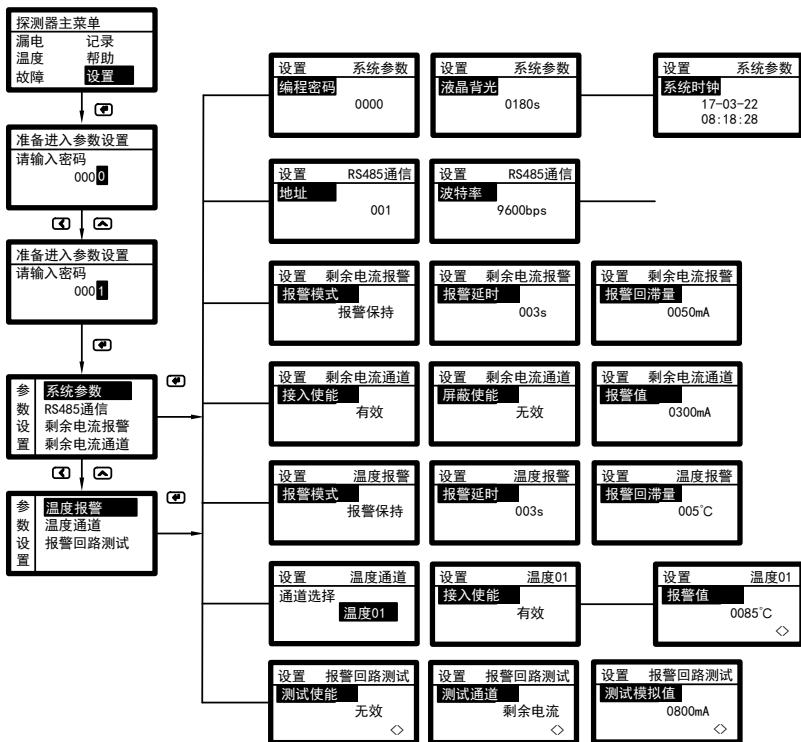 探测器主菜单
漏电 记录
温度 帮助
故障 设置
准备进入参数设置
请输入密码
0000
准备进入参数设置
请输入密码
0001
参数设置
系统参数
RS485通信
剩余电流报警
剩余电流通道
参数设置
温度报警
温度通道
报警回路测试
设置 系统参数
编程密码
0000
设置 系统参数
液晶背光
0180s
设置 系统参数
系统时钟
17-03-22
08:18:28
设置 RS485通信
地址
001
设置 RS485通信
波特率
9600bps
设置 剩余电流报警
报警模式
报警保持
设置 剩余电流报警
报警延时
003s
设置 剩余电流报警
报警回滞量
0050mA
设置 剩余电流通道
接入使能
有效
设置 剩余电流通道
屏蔽使能
无效
设置 剩余电流通道
报警值
0300mA
设置 温度报警
报警模式
报警保持
设置 温度报警
报警延时
003s
设置 温度报警
报警回滞量
005℃
设置 温度通道
通道选择
温度01
设置 温度01
接入使能
有效
设置 温度01
报警值
0085℃
<>
设置 报警回路测试
测试使能
无效
<>
设置 报警回路测试
测试通道
剩余电流
<>
设置 报警回路测试
测试模拟值
0800mA
<>